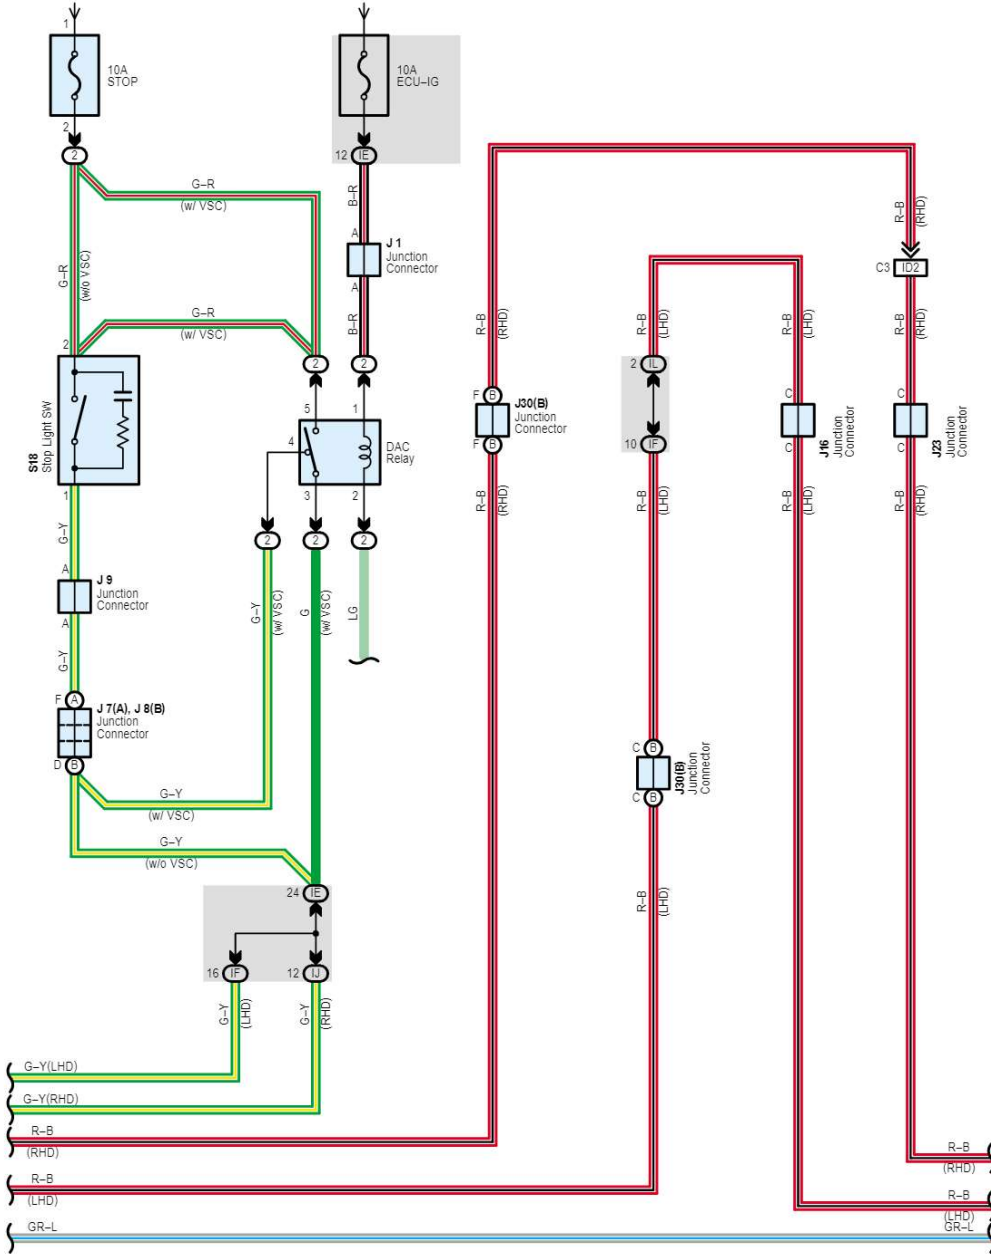 1
10A
STOP
2
2
10A
ECU–IG
12 IE
B–R
A
J 1
Junction
Connector
A
B–R
G–R
(w/ VSC)
G–R
(w/o VSC)
G–R
(w/ VSC)
2
S18
Stop Light SW
1
2
2
5
1
4
DAC
Relay
3
2
2
2
2
G–Y
A
J 9
Junction
Connector
A
G–Y
F A
J 7(A), J 8(B)
Junction
Connector
D B
G–Y
(w/ VSC)
G
(w/ VSC)
LG
G–Y
(w/ VSC)
G–Y
(w/o VSC)
24 IE
16 IF
12 IJ
G–Y
(LHD)
G–Y
(RHD)
G–Y(LHD)
G–Y(RHD)
R–B
(RHD)
R–B
(LHD)
GR–L
R–B
(RHD)
F B
J30(B)
Junction
Connector
F B
R–B
(RHD)
R–B
(LHD)
2 IL
10 IF
R–B
(LHD)
C B
J30(B)
Junction
Connector
C B
R–B
(LHD)
R–B
(LHD)
C
J16
Junction
Connector
C
R–B
(LHD)
R–B
(RHD)
C3 ID2
R–B
(RHD)
C
J23
Junction
Connector
C
R–B
(RHD)
R–B
(RHD)
R–B
(LHD)
GR–L